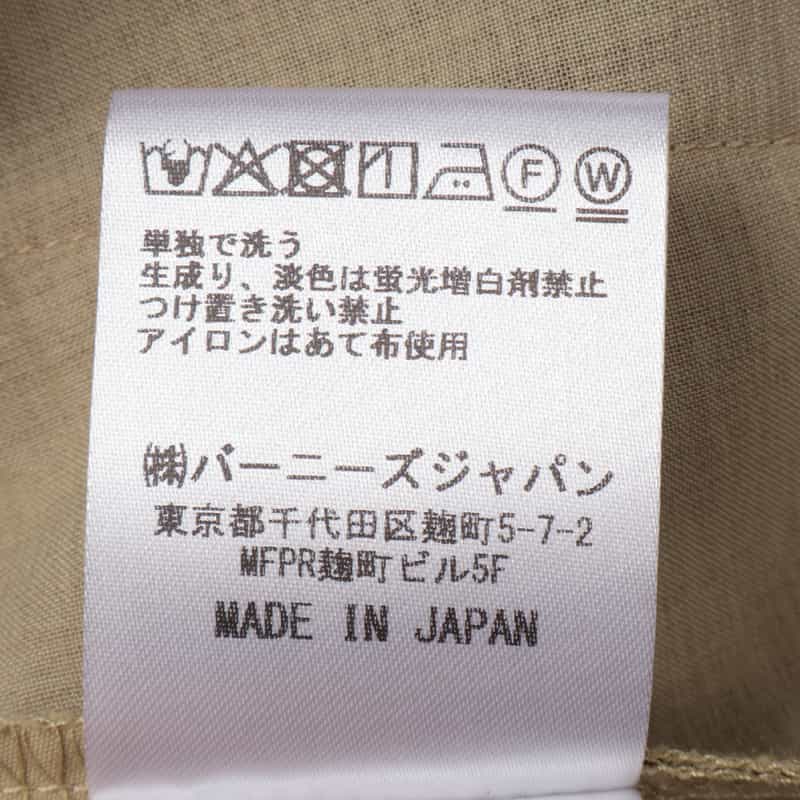 F W
単独で洗う
生成り、淡色は蛍光増白剤禁止
つけ置き洗い禁止
アイロンはあて布使用
㈱バーニーズジャパン
東京都千代田区麹町5-7-2
MFPR麹町ビル5F
MADE IN JAPAN